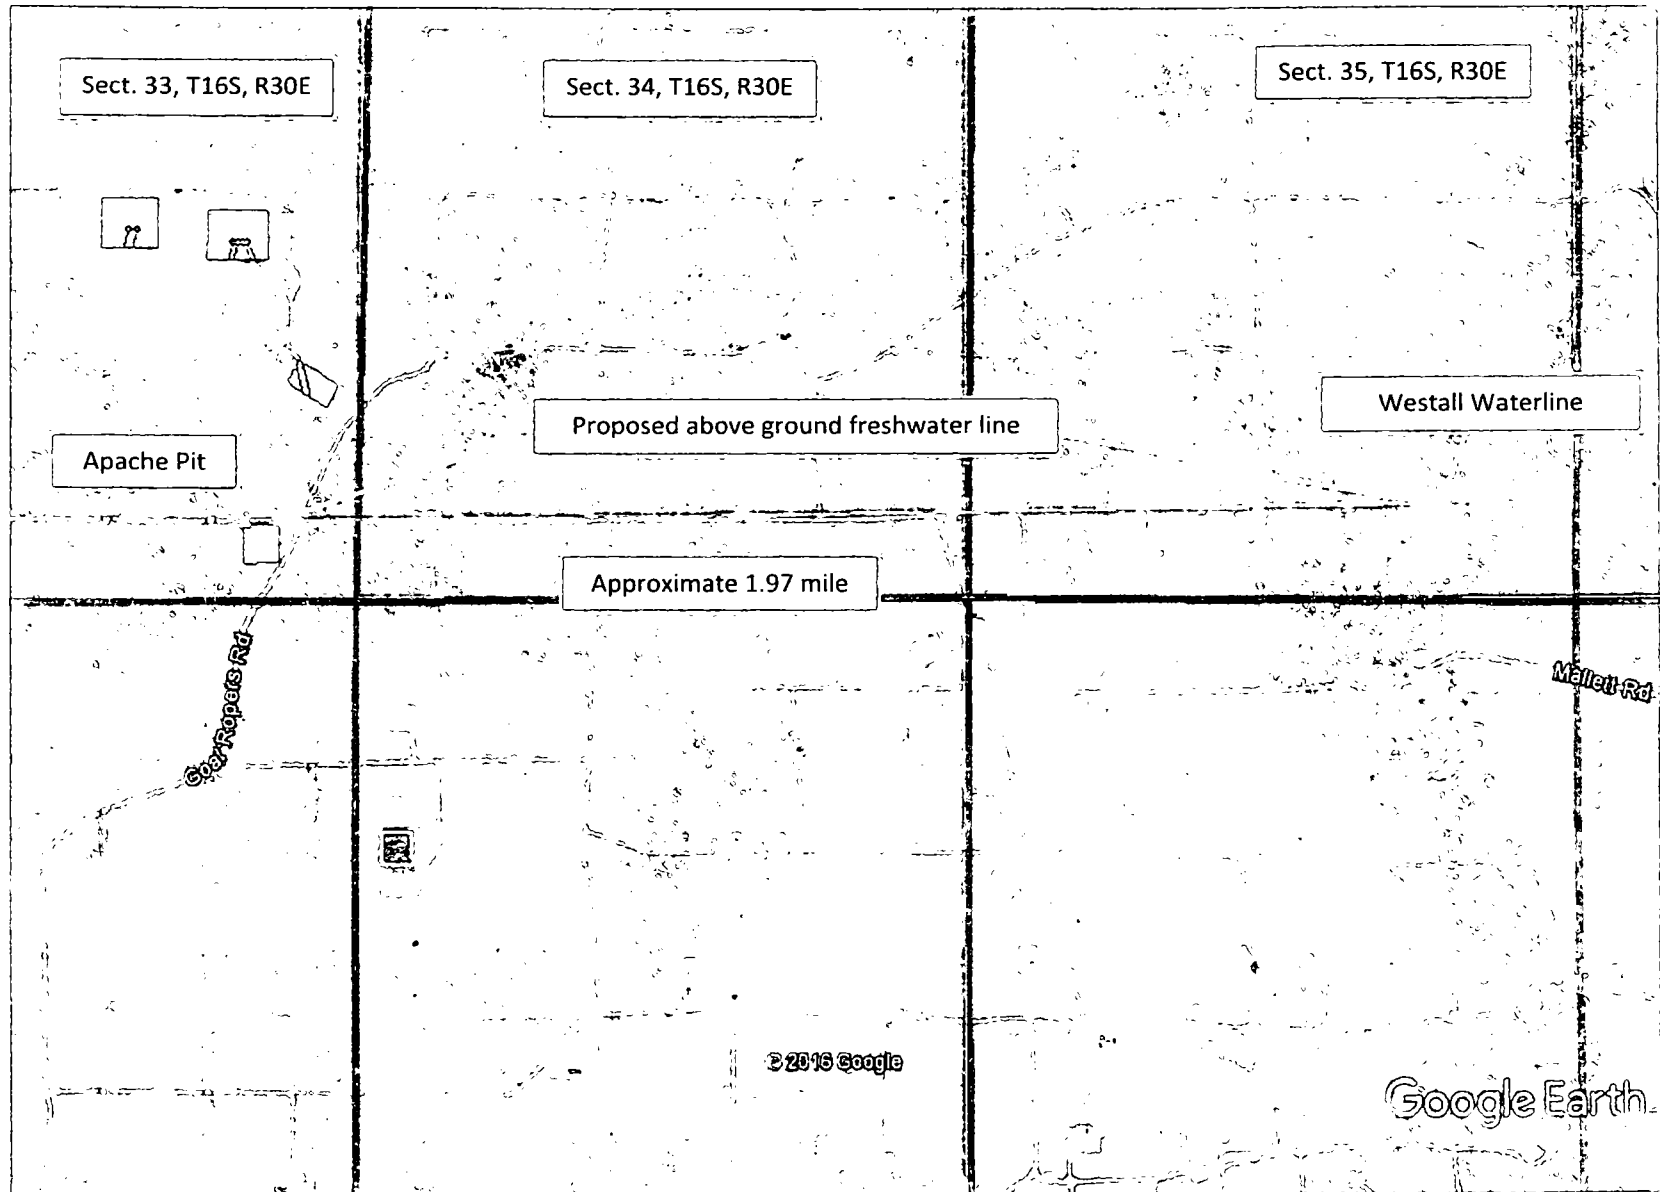 Sect. 33, T16S, R30E
Sect. 34, T16S, R30E
Sect. 35, T16S, R30E
Westall Waterline
Proposed above ground freshwater line
Apache Pit
Approximate 1.97 mile
Goat Ropers Rd
Mallett Rd
© 2016 Google
Google Earth